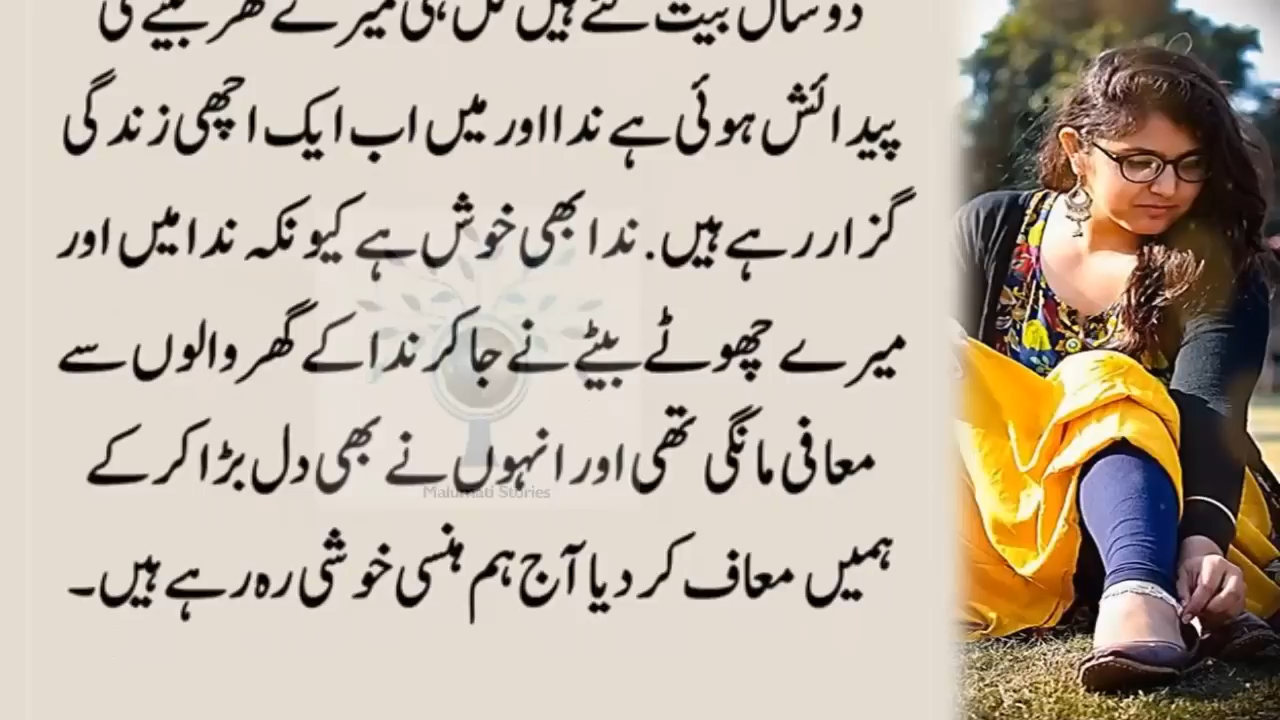 دو سال بیت گئے ہیں کل ہی میرے گھر بیٹے کی
پیدائش ہوئی ہے ندا اور میں اب ایک اچھی زندگی
گزار رہے ہیں. ندا بھی خوش ہے کیونکہ ندا میں اور
میرے چھوٹے بیٹے نے جا کر ندا کے گھر والوں سے
معافی مانگی تھی اور انہوں نے بھی دل بڑا کر کے
Malumati Stories
ہمیں معاف کر دیا آج ہم ہنسی خوشی رہ رہے ہیں۔